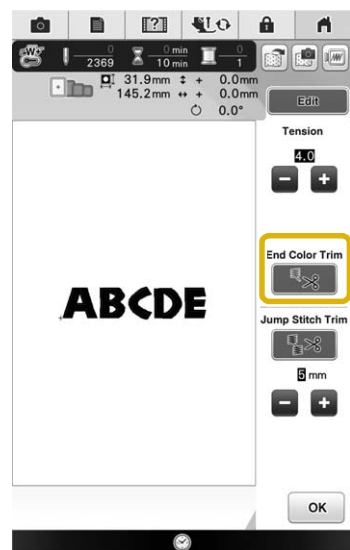 ?
0
2369
0 min
10 min
0
1
31.9mm ↕ + 0.0mm
145.2mm ↔ + 0.0mm
0.0°
Edit
Tension
4.0
- +
End Color Trim
ABCDE
Jump Stitch Trim
5 mm
- +
OK